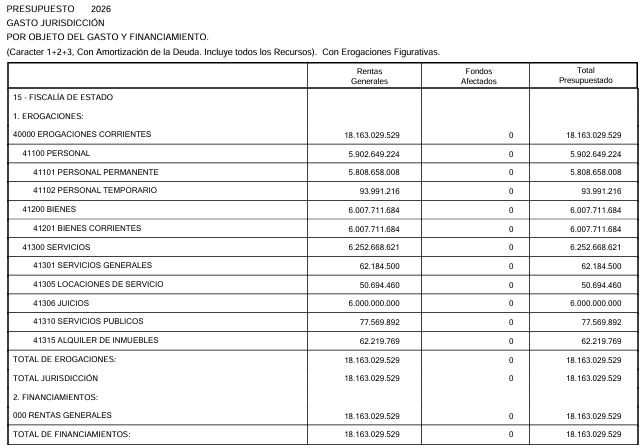 PRESUPUESTO 2026
GASTO JURISDICCIÓN
POR OBJETO DEL GASTO Y FINANCIAMIENTO.
(Caracter 1+2+3, Con Amortización de la Deuda. Incluye todos los Recursos). Con Erogaciones Figurativas.
Rentas Generales Fondos Afectados Total Presupuestado
15 - FISCALÍA DE ESTADO
1. EROGACIONES:
40000 EROGACIONES CORRIENTES 18.163.029.529 0 18.163.029.529
41100 PERSONAL 5.902.649.224 0 5.902.649.224
41101 PERSONAL PERMANENTE 5.808.658.008 0 5.808.658.008
41102 PERSONAL TEMPORARIO 93.991.216 0 93.991.216
41200 BIENES 6.007.711.684 0 6.007.711.684
41201 BIENES CORRIENTES 6.007.711.684 0 6.007.711.684
41300 SERVICIOS 6.252.668.621 0 6.252.668.621
41301 SERVICIOS GENERALES 62.184.500 0 62.184.500
41305 LOCACIONES DE SERVICIO 50.694.460 0 50.694.460
41306 JUICIOS 6.000.000.000 0 6.000.000.000
41310 SERVICIOS PUBLICOS 77.569.892 0 77.569.892
41315 ALQUILER DE INMUEBLES 62.219.769 0 62.219.769
TOTAL DE EROGACIONES: 18.163.029.529 0 18.163.029.529
TOTAL JURISDICCIÓN 18.163.029.529 0 18.163.029.529
2. FINANCIAMIENTOS:
000 RENTAS GENERALES 18.163.029.529 0 18.163.029.529
TOTAL DE FINANCIAMIENTOS: 18.163.029.529 0 18.163.029.529